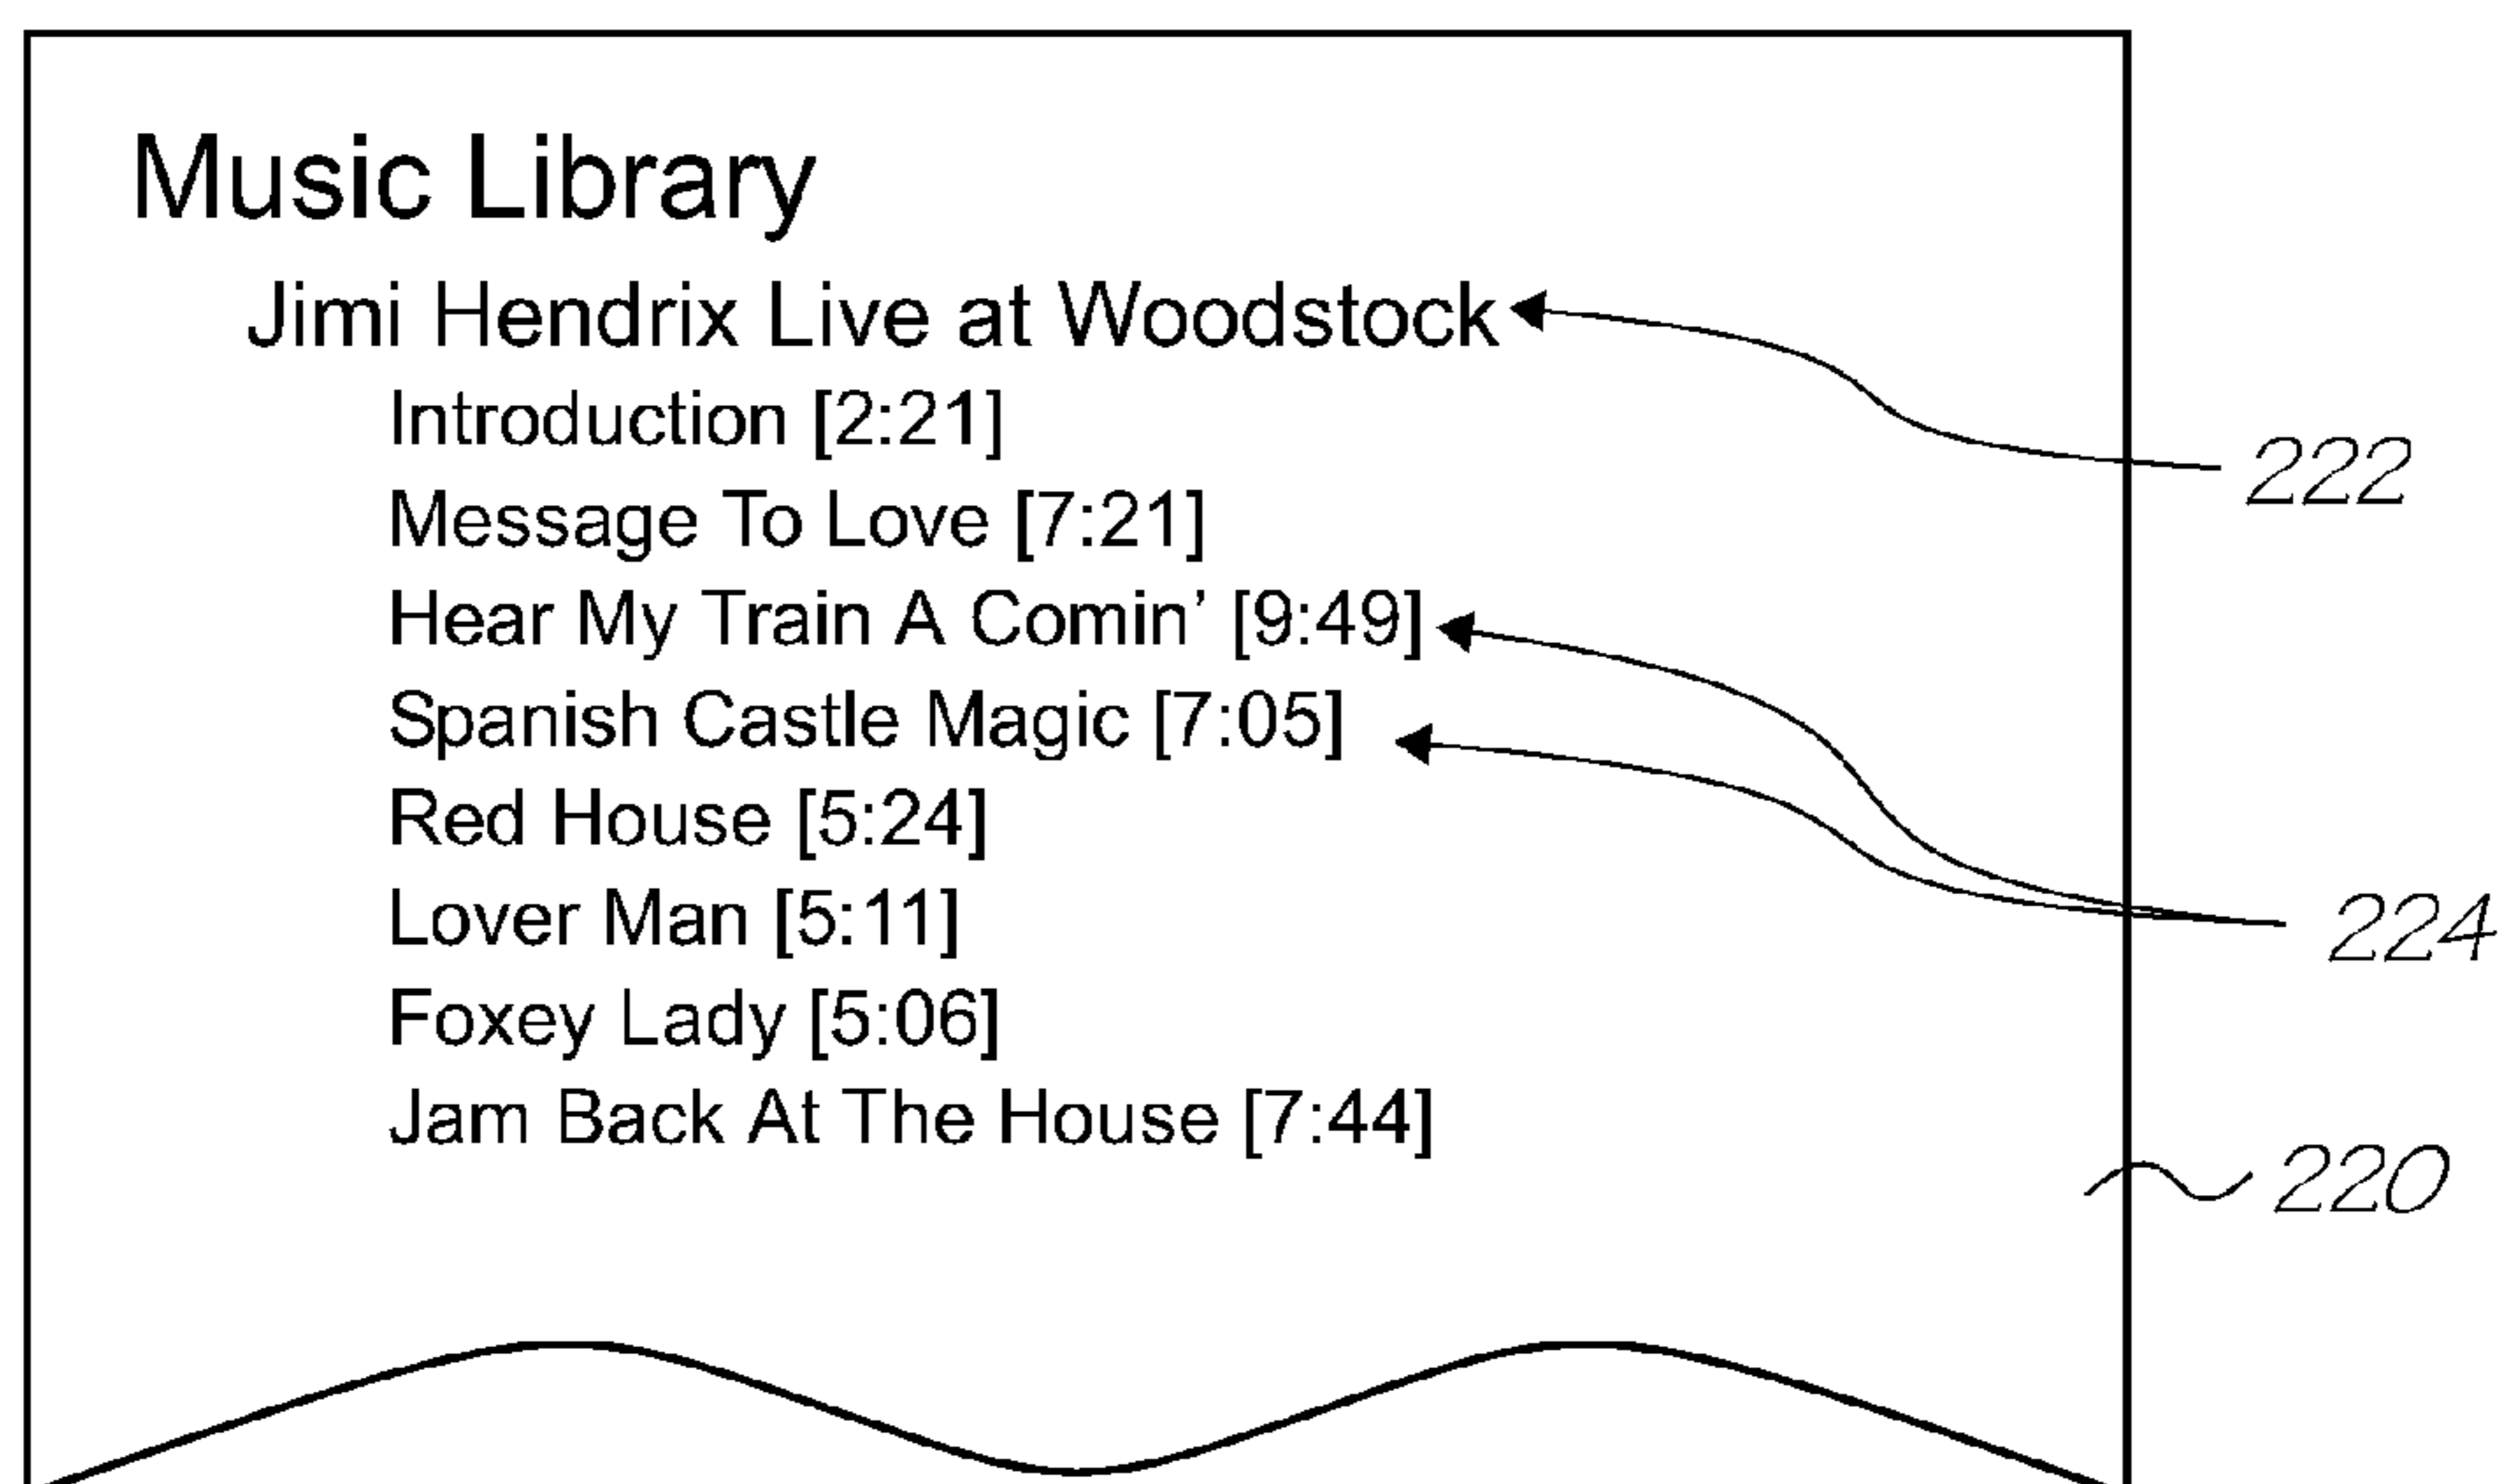 Music Library
Jimi Hendrix Live at Woodstock
Introduction [2:21]
222
Message To Love [7:21]
Hear My Train A Comin’ [9:49]
Spanish Castle Magic [7:05]
Red House [5:24]
Lover Man [5:11]
224
Foxey Lady [5:06]
Jam Back At The House [7:44]
220